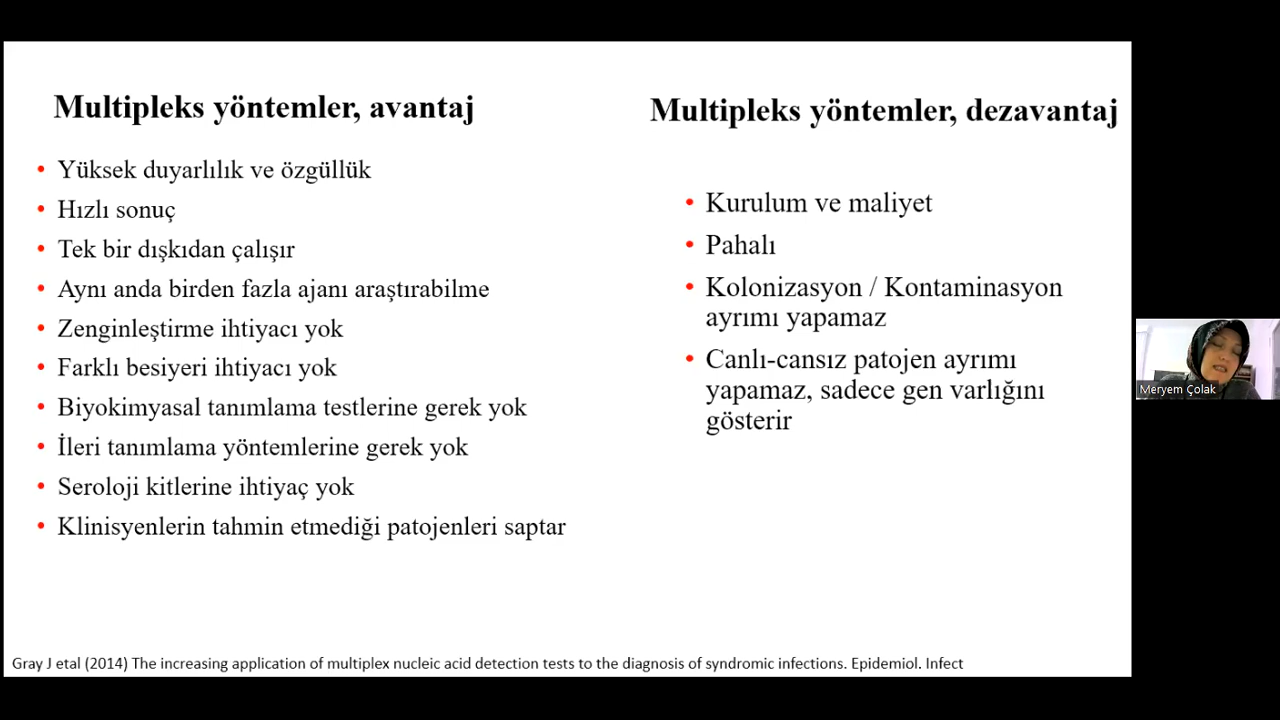 Multipleks yöntemler, avantaj
• Yüksek duyarlılık ve özgüllük
• Hızlı sonuç
• Tek bir dışkıdan çalışır
• Aynı anda birden fazla ajanı araştırabilme
• Zenginleştirme ihtiyacı yok
• Farklı besiyeri ihtiyacı yok
• Biyokimyasal tanımlama testlerine gerek yok
• İleri tanımlama yöntemlerine gerek yok
• Seroloji kitlerine ihtiyaç yok
• Klinisyenlerin tahmin etmediği patojenleri saptar
Multipleks yöntemler, dezavantaj
• Kurulum ve maliyet
• Pahalı
• Kolonizasyon / Kontaminasyon
ayrımı yapamaz
• Canlı-cansız patojen ayrımı
yapamaz, sadece gen varlığını
gösterir
Meryem Çolak
Gray J etal (2014) The increasing application of multiplex nucleic acid detection tests to the diagnosis of syndromic infections. Epidemiol. Infect